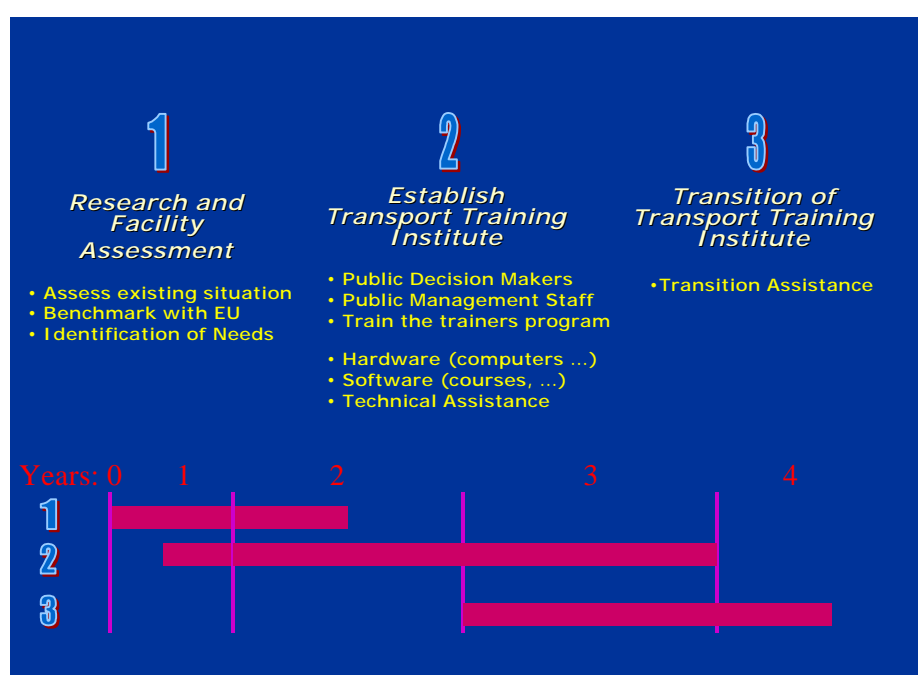 1
Research and
Facility
Assessment
• Assess existing situation
• Benchmark with EU
• Identification of Needs
2
Establish
Transport Training
Institute
• Public Decision Makers
• Public Management Staff
• Train the trainers program
• Hardware (computers ...)
• Software (courses, ...)
• Technical Assistance
3
Transition of
Transport Training
Institute
•Transition Assistance
Years: 0 1 2 3 4
1
2
3